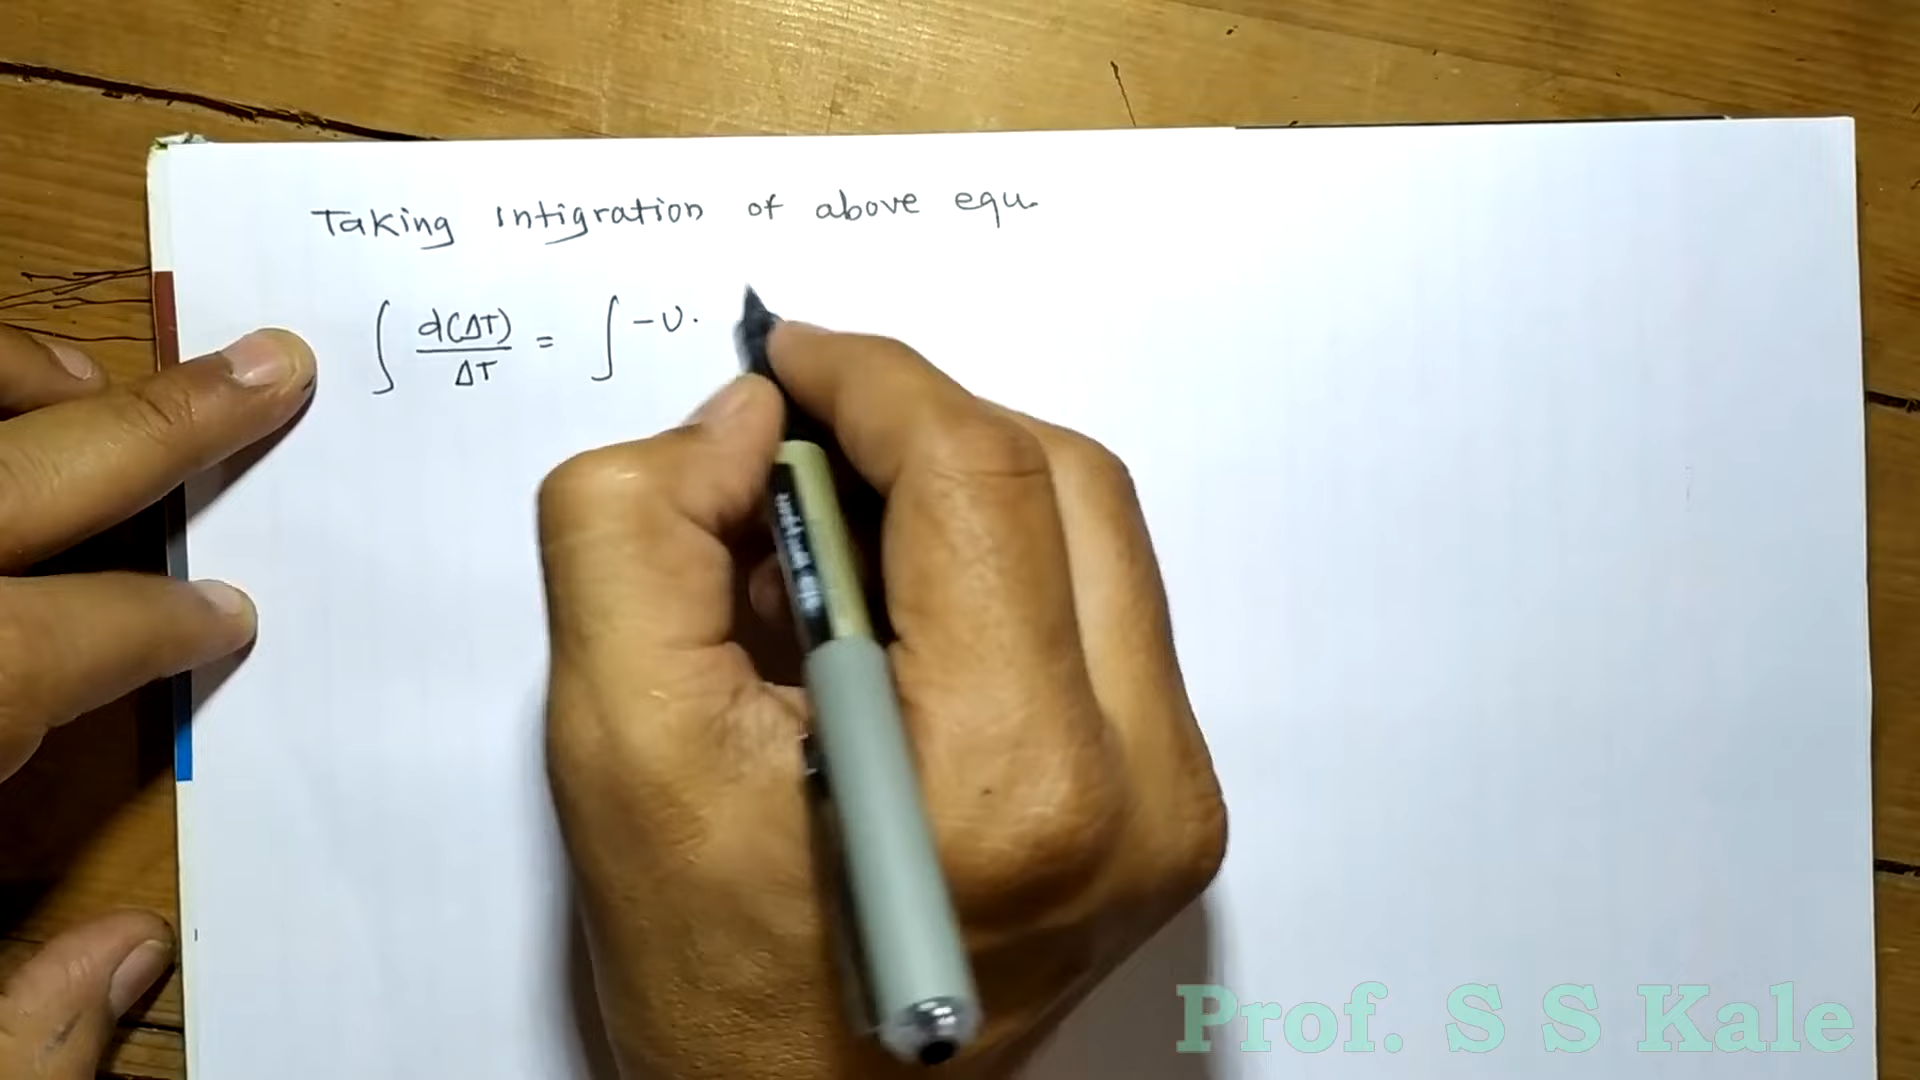 Taking intigration of above equ.
∫ d(ΔT)/ΔT = ∫ -U.
Prof. S S Kale